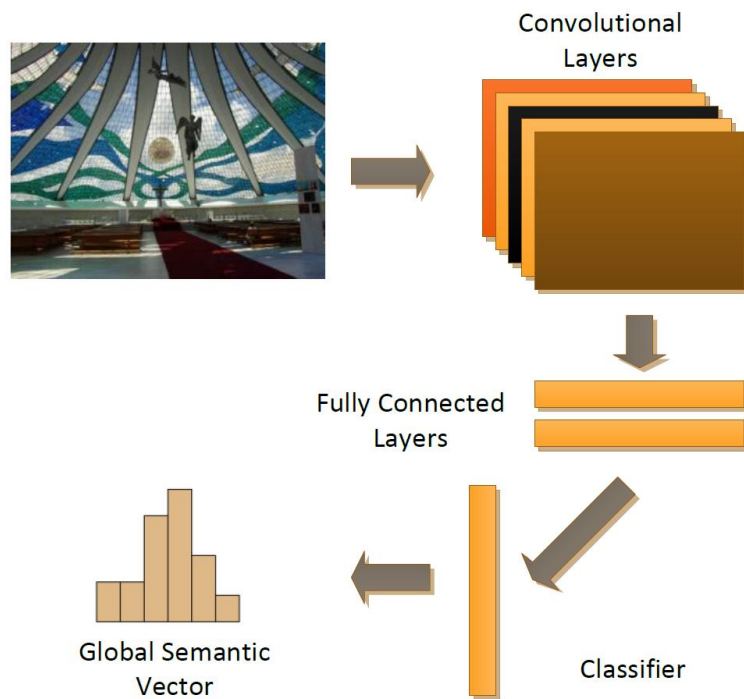 Convolutional
Layers
Fully Connected
Layers
Global Semantic
Vector
Classifier